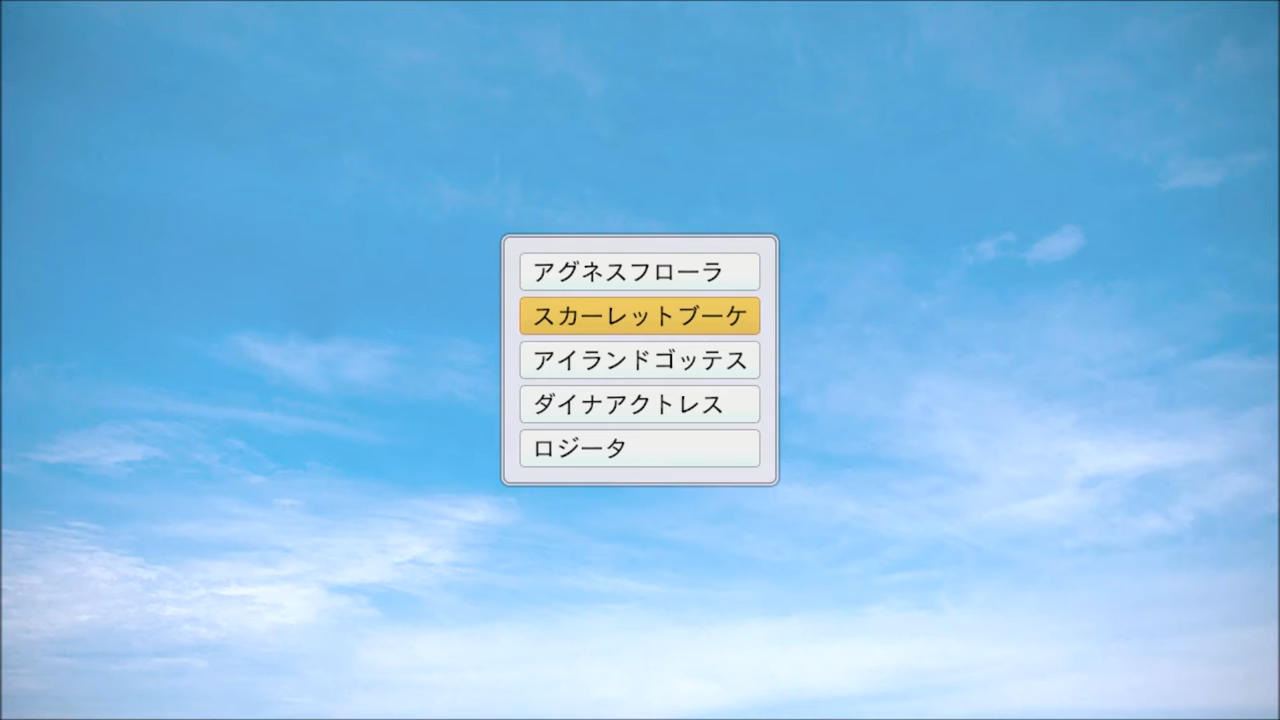 アグネスフローラ
スカーレットブーケ
アイランドゴッテス
ダイナアクトレス
ロジータ